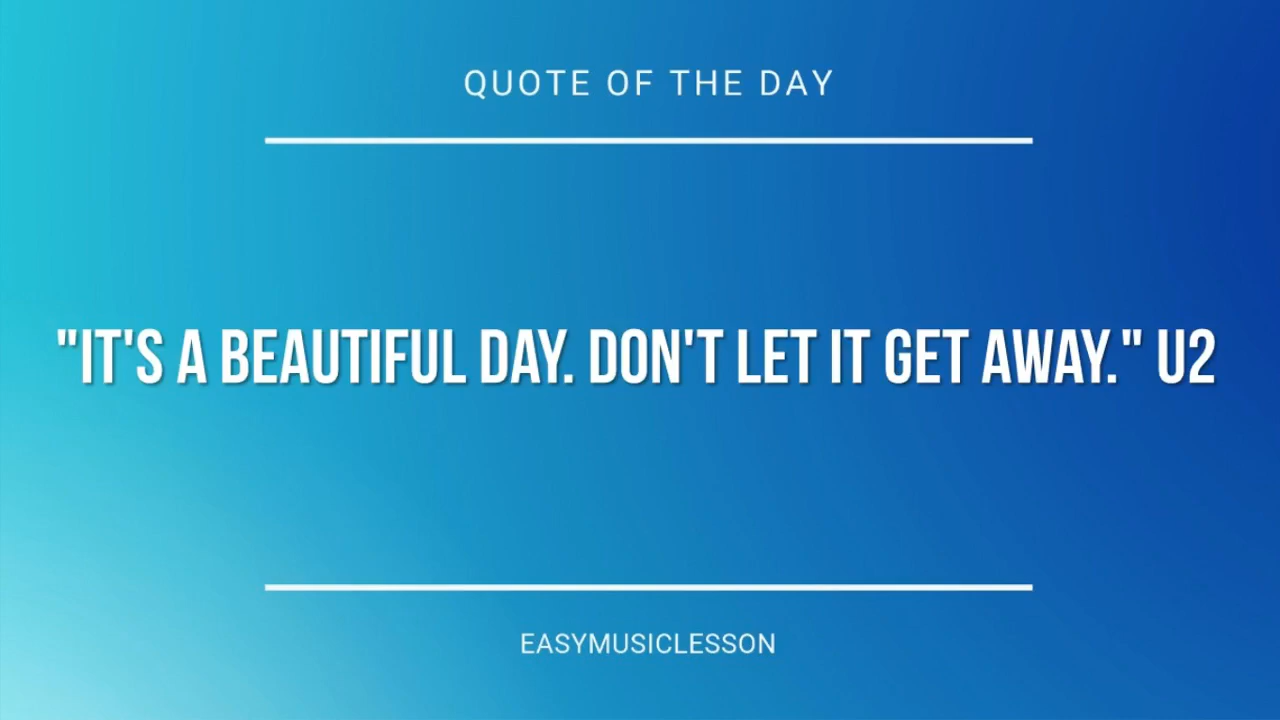 QUOTE OF THE DAY
"IT'S A BEAUTIFUL DAY. DON'T LET IT GET AWAY." U2
EASYMUSICLESSON